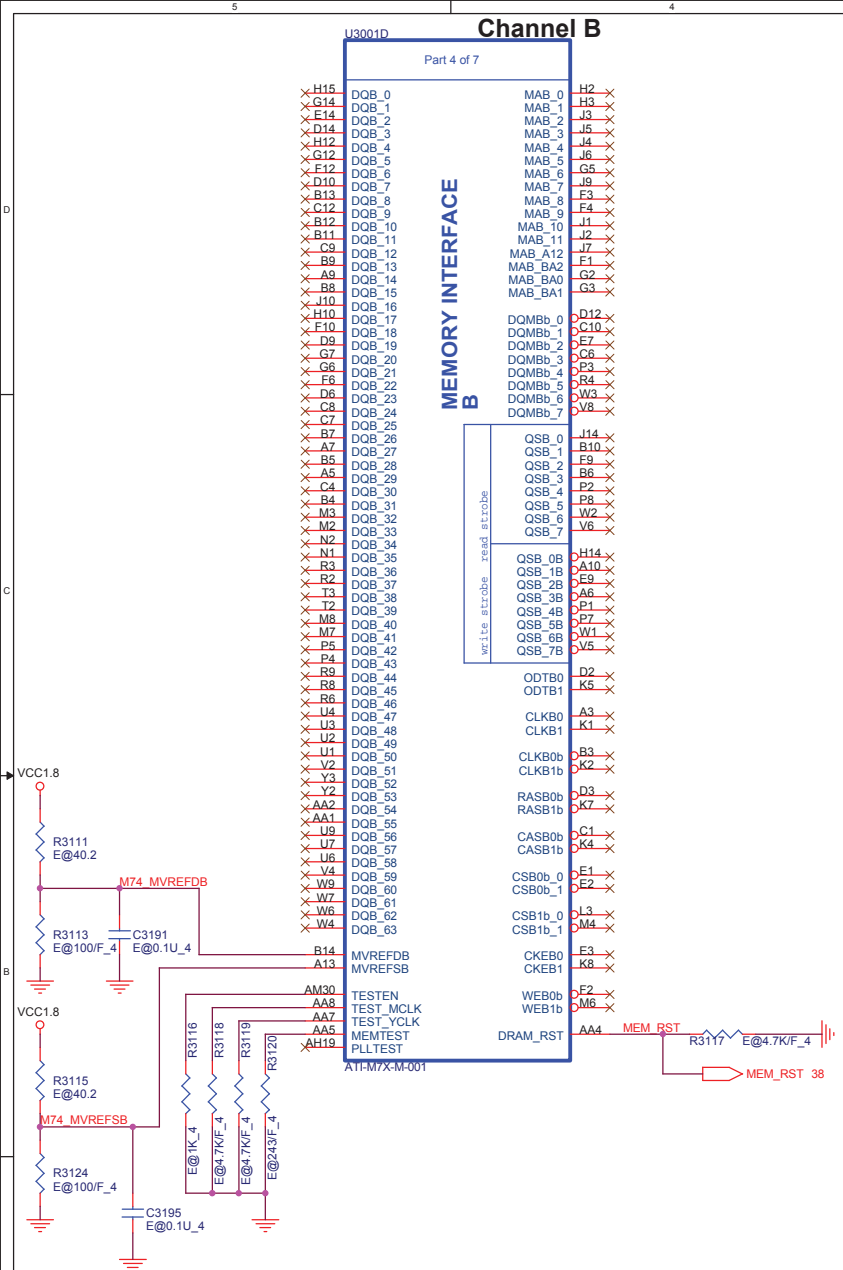 5
4
Channel B
U3001D
Part 4 of 7
D
C
B
MEMORY INTERFACE
B
H15 DQB_0
G14 DQB_1
E14 DQB_2
D14 DQB_3
H12 DQB_4
G12 DQB_5
F12 DQB_6
D10 DQB_7
B13 DQB_8
C12 DQB_9
B12 DQB_10
B11 DQB_11
C9 DQB_12
B9 DQB_13
A9 DQB_14
B8 DQB_15
J10 DQB_16
H10 DQB_17
F10 DQB_18
D9 DQB_19
G7 DQB_20
G6 DQB_21
F6 DQB_22
D6 DQB_23
C8 DQB_24
C7 DQB_25
B7 DQB_26
A7 DQB_27
B5 DQB_28
A5 DQB_29
C4 DQB_30
B4 DQB_31
M3 DQB_32
M2 DQB_33
N2 DQB_34
N1 DQB_35
R3 DQB_36
R2 DQB_37
T3 DQB_38
T2 DQB_39
M8 DQB_40
M7 DQB_41
P5 DQB_42
P4 DQB_43
R9 DQB_44
R8 DQB_45
R6 DQB_46
U4 DQB_47
U3 DQB_48
U2 DQB_49
U1 DQB_50
V2 DQB_51
Y3 DQB_52
Y2 DQB_53
AA2 DQB_54
AA1 DQB_55
U9 DQB_56
U7 DQB_57
U6 DQB_58
V4 DQB_59
W9 DQB_60
W7 DQB_61
W6 DQB_62
W4 DQB_63
B14 MVREFDB
A13 MVREFSB
AM30 TESTEN
AA8 TEST_MCLK
AA7 TEST_YCLK
AA5 MEMTEST
AH19 PLLTEST
ATI-M7X-M-001
MAB_0 H2
MAB_1 H3
MAB_2 J3
MAB_3 J5
MAB_4 J4
MAB_5 J6
MAB_6 G5
MAB_7 J9
MAB_8 F3
MAB_9 F4
MAB_10 J1
MAB_11 J2
MAB_A12 J7
MAB_BA2 F1
MAB_BA0 G2
MAB_BA1 G3
DQMBb_0 D12
DQMBb_1 C10
DQMBb_2 E7
DQMBb_3 C6
DQMBb_4 P3
DQMBb_5 R4
DQMBb_6 W3
DQMBb_7 V8
read strobe
QSB_0 J14
QSB_1 B10
QSB_2 F9
QSB_3 B6
QSB_4 P2
QSB_5 P8
QSB_6 W2
QSB_7 V6
write strobe
QSB_0B H14
QSB_1B A10
QSB_2B E9
QSB_3B A6
QSB_4B P1
QSB_5B P7
QSB_6B W1
QSB_7B V5
ODTB0 D2
ODTB1 K5
CLKB0 A3
CLKB1 K1
CLKB0b B3
CLKB1b K2
RASB0b D3
RASB1b K7
CASB0b C1
CASB1b K4
CSB0b_0 E1
CSB0b_1 E2
CSB1b_0 L3
CSB1b_1 M4
CKEB0 E3
CKEB1 K8
WEB0b F2
WEB1b M6
DRAM_RST AA4
MEM_RST
R3117 E@4.7K/F_4
MEM_RST 38
VCC1.8
R3111
E@40.2
M74_MVREFDB
R3113
E@100/F_4
C3191
E@0.1U_4
VCC1.8
R3115
E@40.2
M74_MVREFSB
R3124
E@100/F_4
C3195
E@0.1U_4
R3116
E@1K_4
R3118
E@4.7K/F_4
R3119
E@4.7K/F_4
R3120
E@243/F_4